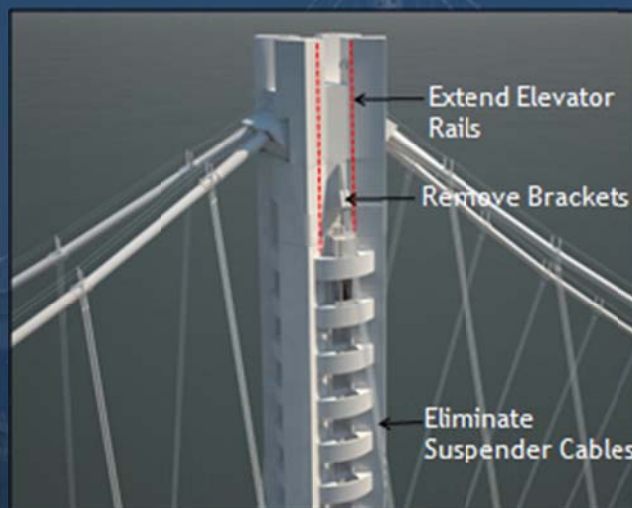 Extend Elevator
Rails
Remove Brackets
Eliminate
Suspender Cables